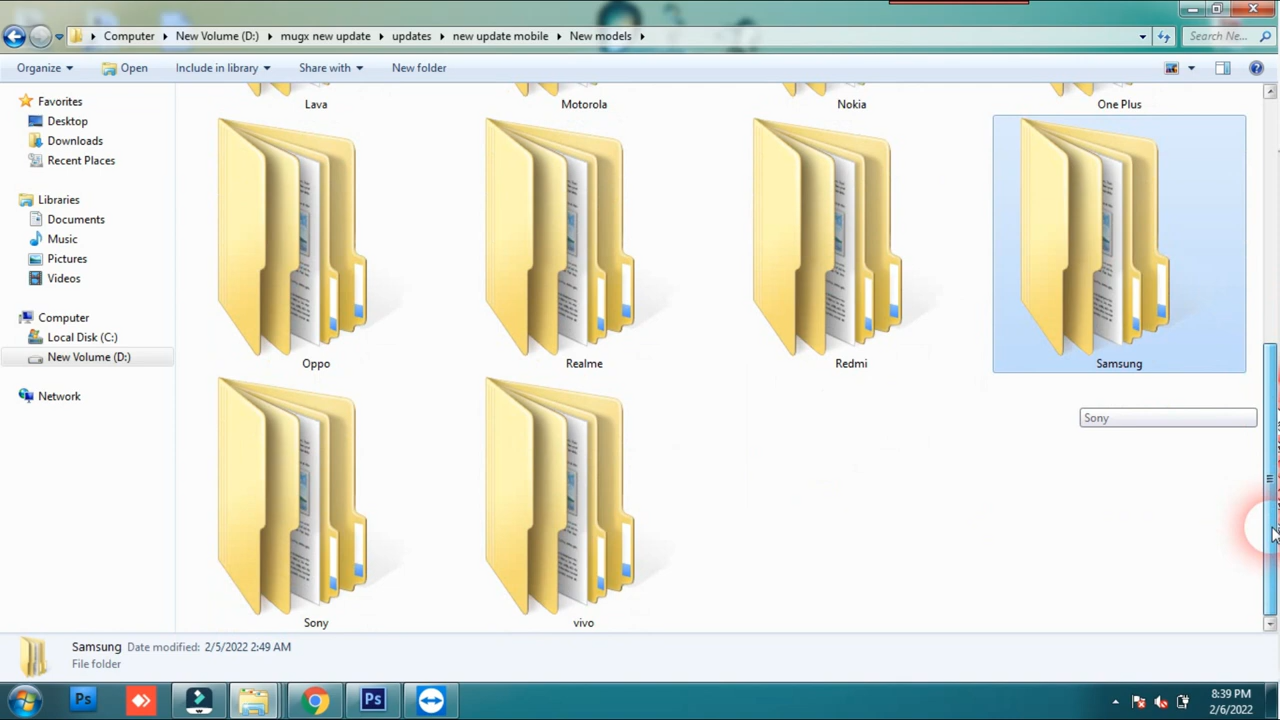 Computer New Volume (D:) mugx new update updates new update mobile New models Search Ne...
Organize Open Include in library Share with New folder
Favorites
Desktop
Downloads
Recent Places
Libraries
Documents
Music
Pictures
Videos
Computer
Local Disk (C:)
New Volume (D:)
Network
Lava Motorola Nokia One Plus
Oppo Realme Redmi Samsung
Sony
Sony vivo
Samsung Date modified: 2/5/2022 2:49 AM
File folder
Ps Ps
8:39 PM
2/6/2022